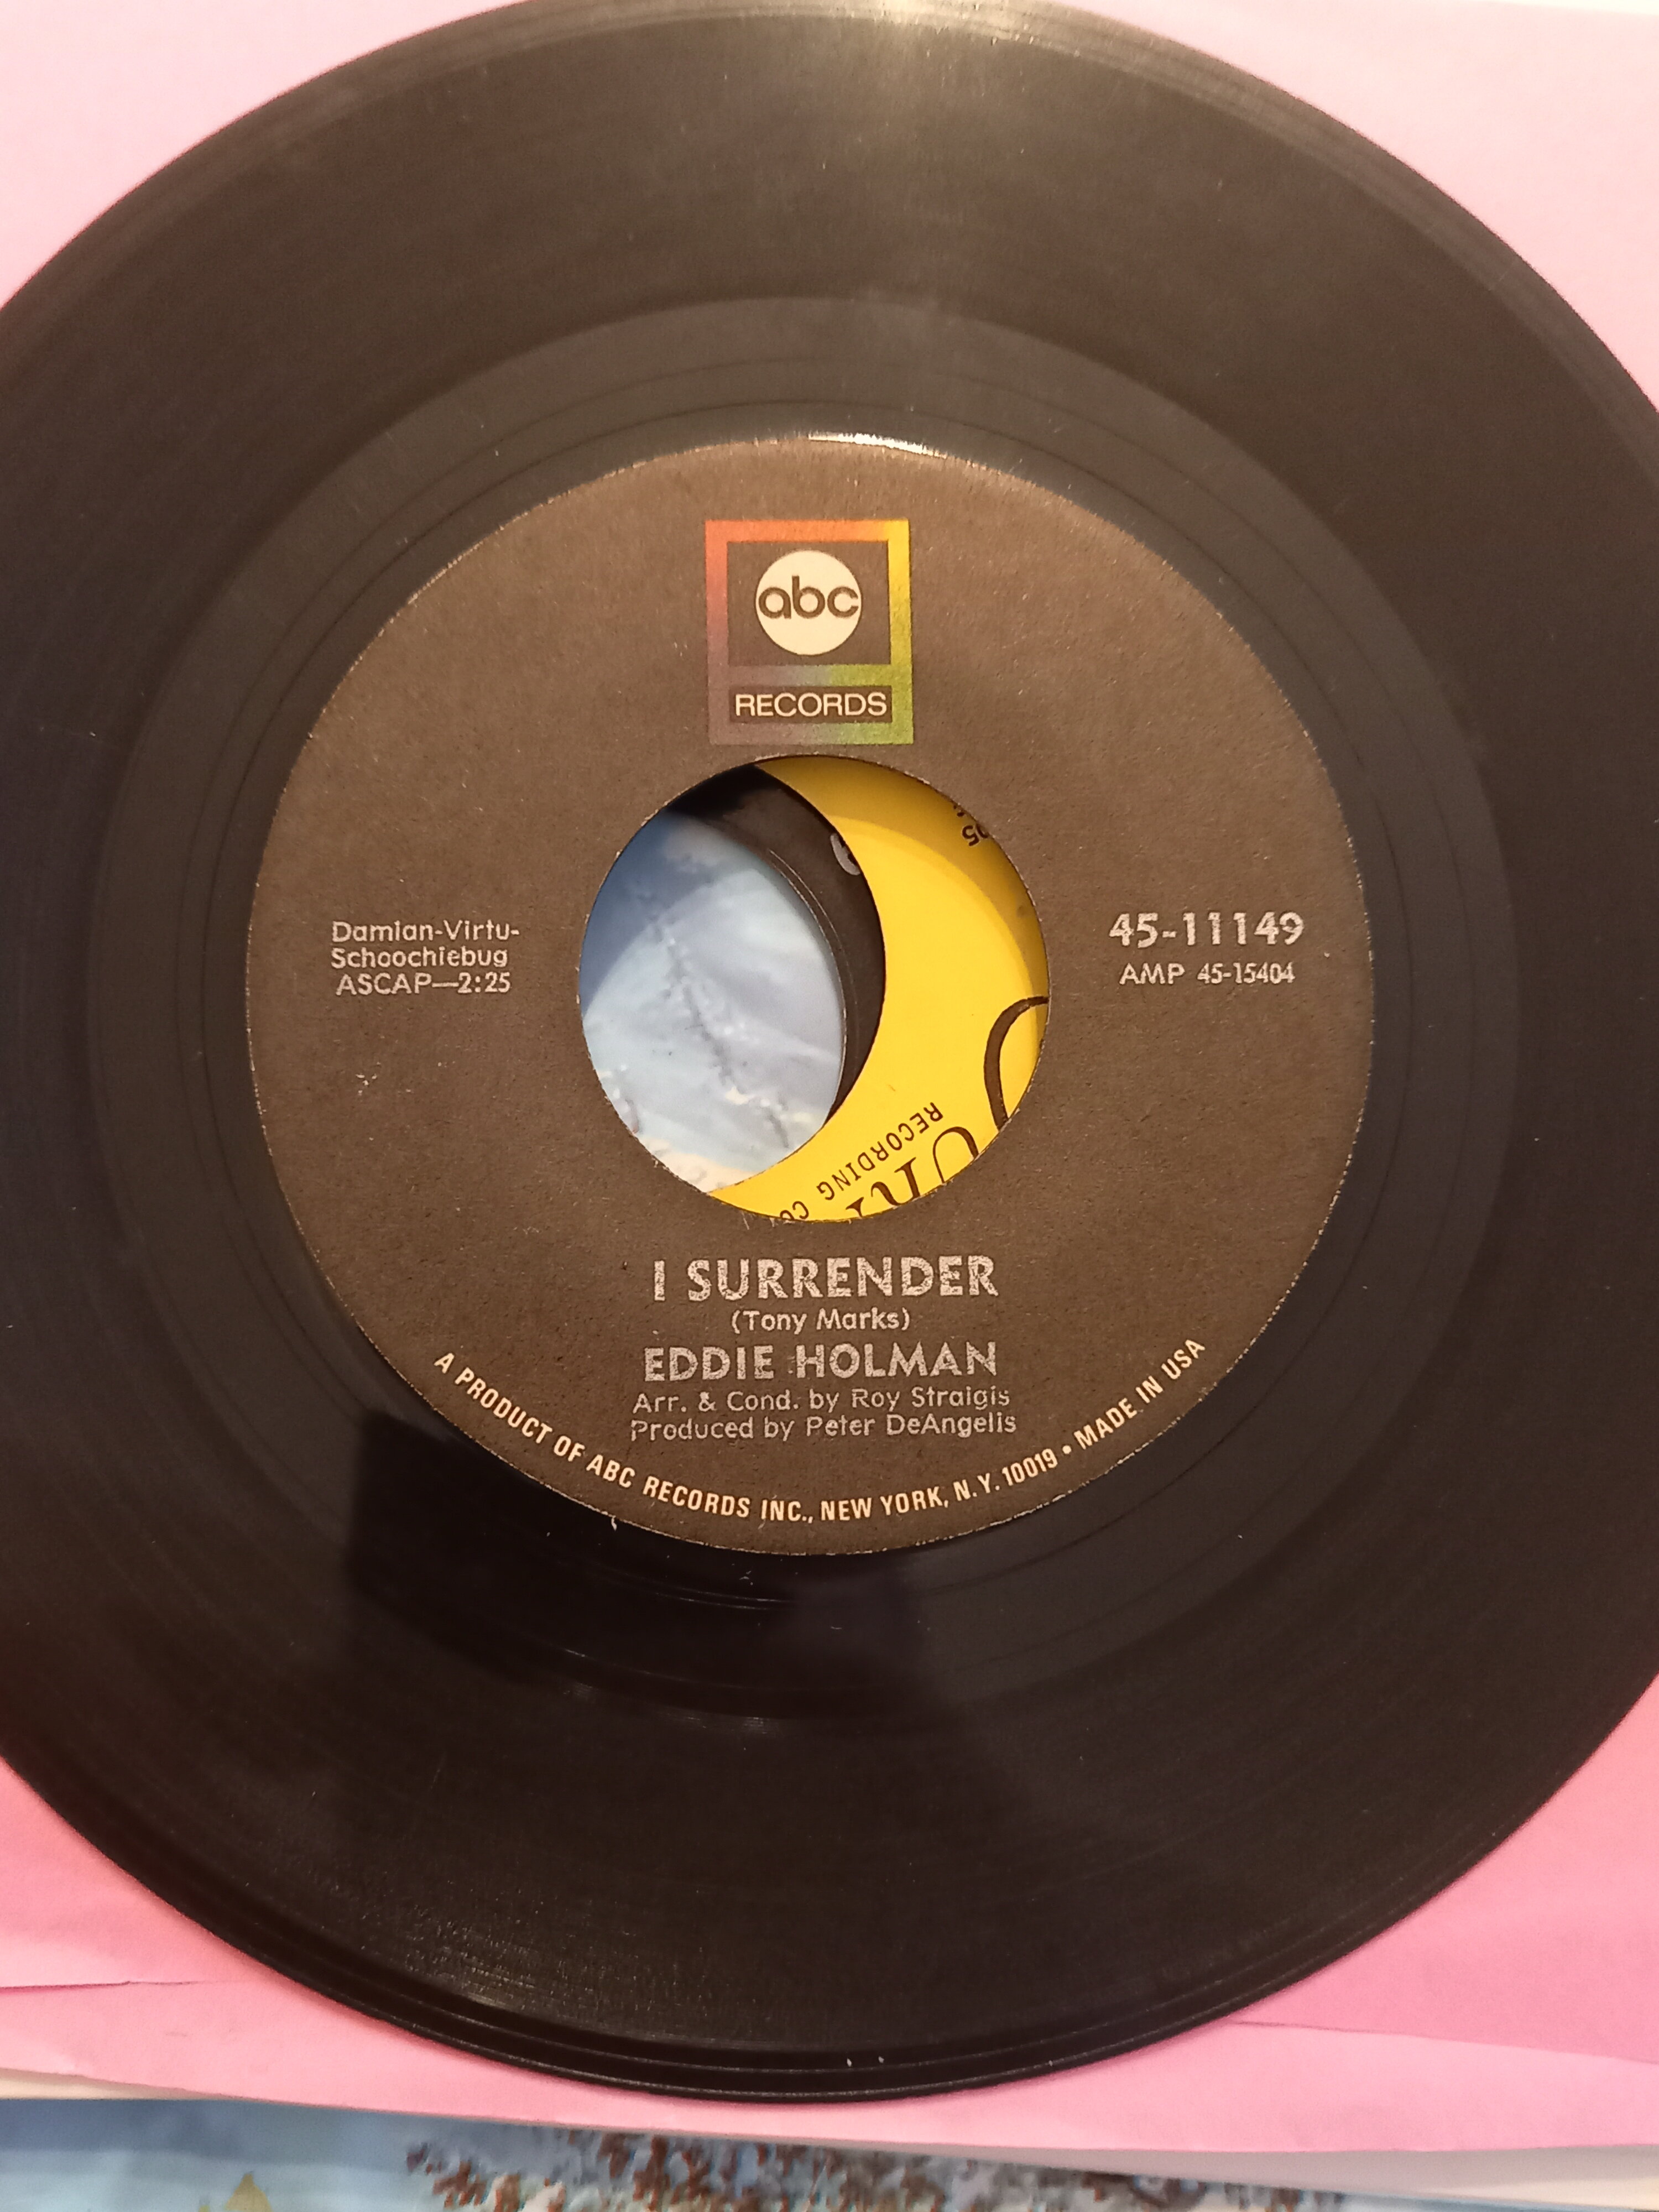 abc
RECORDS
Damian-Virtu-
Schoochiebug
ASCAP—2:25
45-11149
AMP 45-15404
RECORDING
I SURRENDER
(Tony Marks)
EDDIE HOLMAN
Arr. & Cond. by Roy Straigis
Produced by Peter DeAngelis
A PRODUCT OF ABC RECORDS INC., NEW YORK, N.Y. 10019 • MADE IN USA